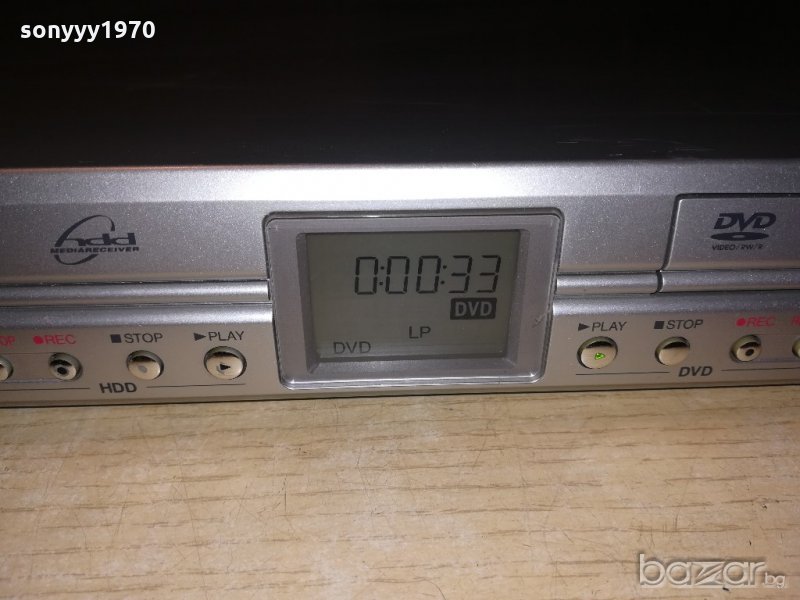 sonyyy1970
hdd
MEDIARECEIVER
DVD
VIDEO/RW/R
0:00:33
DVD
LP
DVD
OP ●REC ■STOP ▶PLAY
HDD
▶PLAY ■STOP ●REC
DVD
bazar.bg